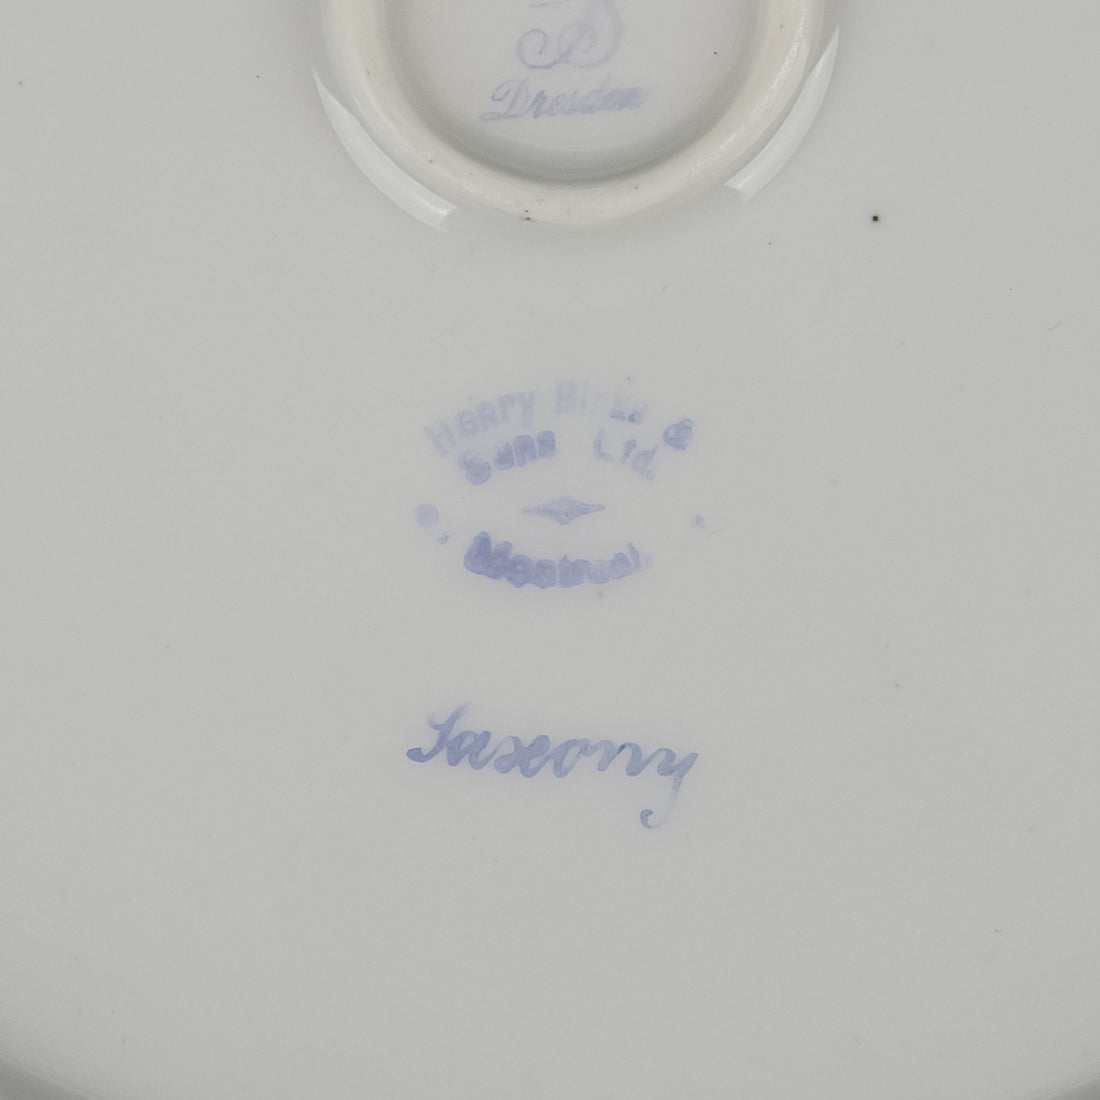 Dresden
Henry Birks &
Sons Ltd.
Montreal.
Saxony